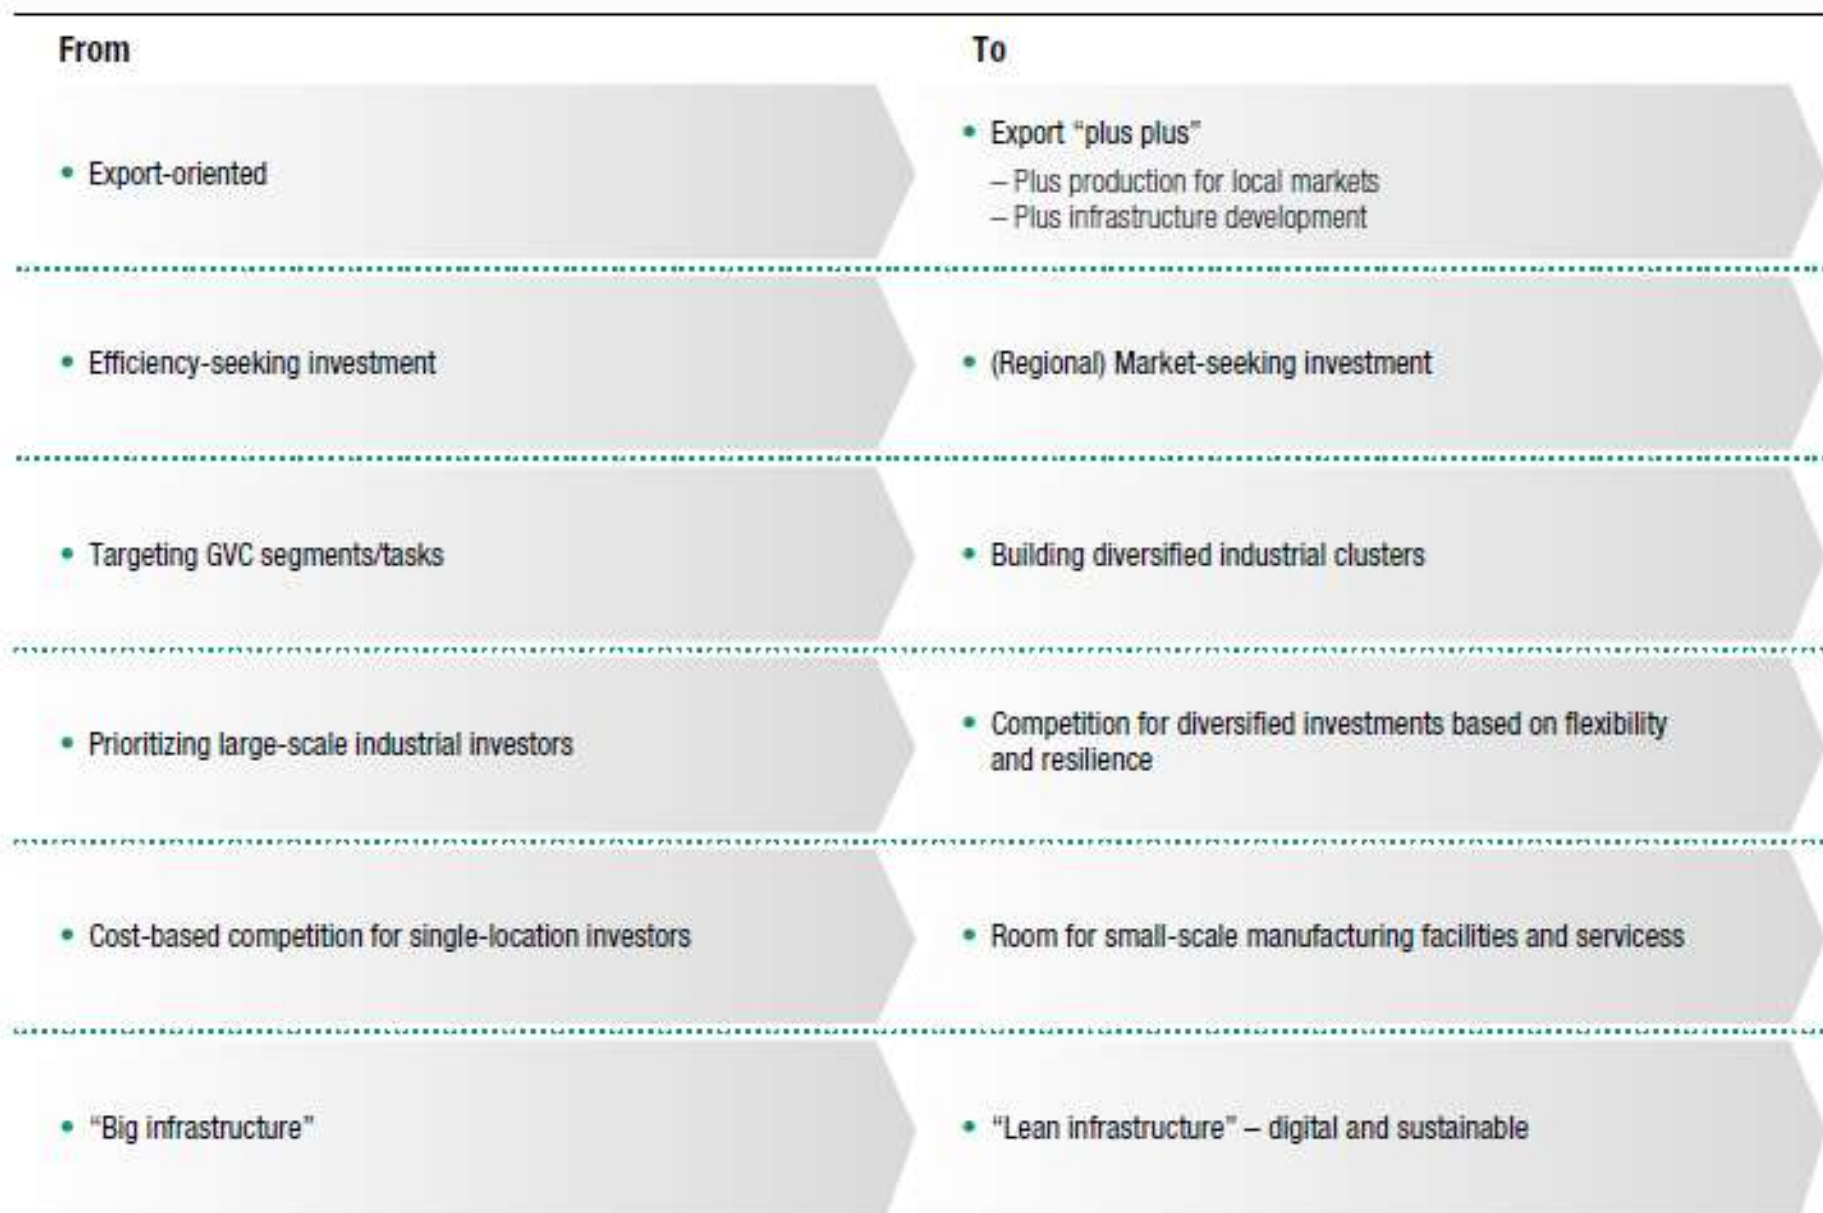 From
To
• Export-oriented
• Export “plus plus”
– Plus production for local markets
– Plus infrastructure development
• Efficiency-seeking investment
• (Regional) Market-seeking investment
• Targeting GVC segments/tasks
• Building diversified industrial clusters
• Prioritizing large-scale industrial investors
• Competition for diversified investments based on flexibility
and resilience
• Cost-based competition for single-location investors
• Room for small-scale manufacturing facilities and servicess
• “Big infrastructure”
• “Lean infrastructure” – digital and sustainable